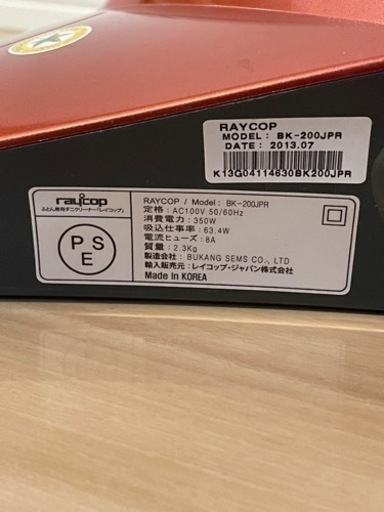 RAYCOP
MODEL: BK-200JPR
DATE: 2013.07
K13G04114630BK200JPR
raycop
ふとん専用ダニクリーナー「レイコップ」
PSE
RAYCOP / Model: BK-200JPR
定格：AC100V 50/60Hz
消費電力：350W
吸込仕事率：63.4W
電流ヒューズ：8A
質量：2.3Kg
製造会社：BUKANG SEMS CO., LTD
輸入販売元：レイコップ・ジャパン株式会社
Made in KOREA